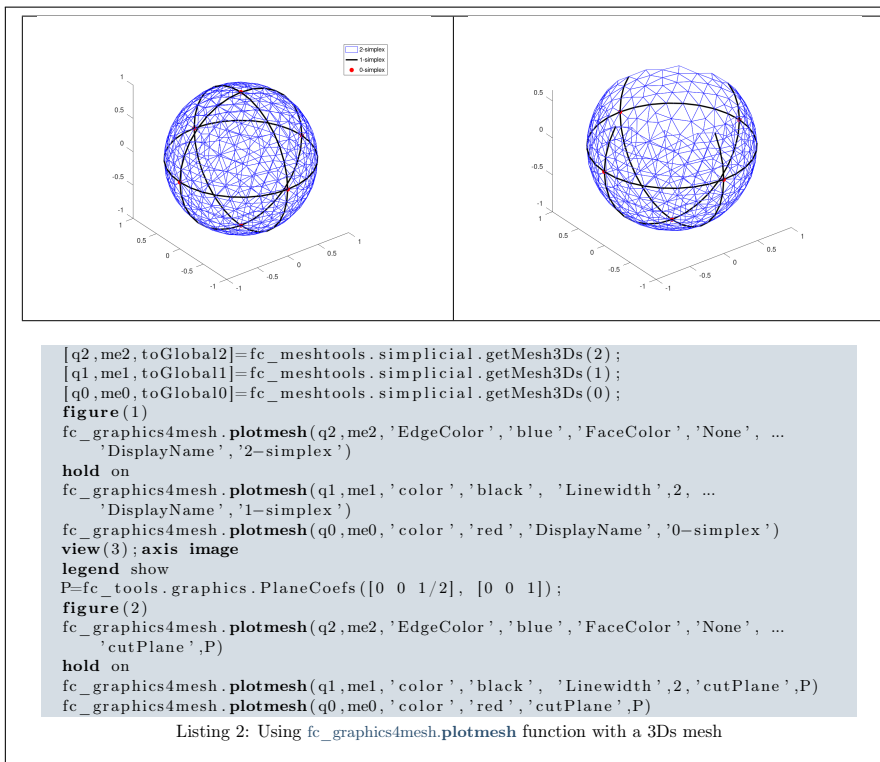 2-simplex
1-simplex
0-simplex
1
0.5
0
-0.5
-1
1
0.5
0
-0.5
-1
-1
-0.5
0
0.5
1
0.5
0
-0.5
-1
1
0.5
0
-0.5
-1
-1
-0.5
0
0.5
1
[q2,me2,toGlobal2]=fc_meshtools.simplicial.getMesh3Ds(2);
[q1,me1,toGlobal1]=fc_meshtools.simplicial.getMesh3Ds(1);
[q0,me0,toGlobal0]=fc_meshtools.simplicial.getMesh3Ds(0);
figure(1)
fc_graphics4mesh.plotmesh(q2,me2,'EdgeColor','blue','FaceColor','None', ...
'DisplayName','2-simplex')
hold on
fc_graphics4mesh.plotmesh(q1,me1,'color','black', 'Linewidth',2, ...
'DisplayName','1-simplex')
fc_graphics4mesh.plotmesh(q0,me0,'color','red','DisplayName','0-simplex')
view(3);axis image
legend show
P=fc_tools.graphics.PlaneCoefs([0 0 1/2], [0 0 1]);
figure(2)
fc_graphics4mesh.plotmesh(q2,me2,'EdgeColor','blue','FaceColor','None', ...
'cutPlane',P)
hold on
fc_graphics4mesh.plotmesh(q1,me1,'color','black', 'Linewidth',2,'cutPlane',P)
fc_graphics4mesh.plotmesh(q0,me0,'color','red','cutPlane',P)
Listing 2: Using fc_graphics4mesh.plotmesh function with a 3Ds mesh